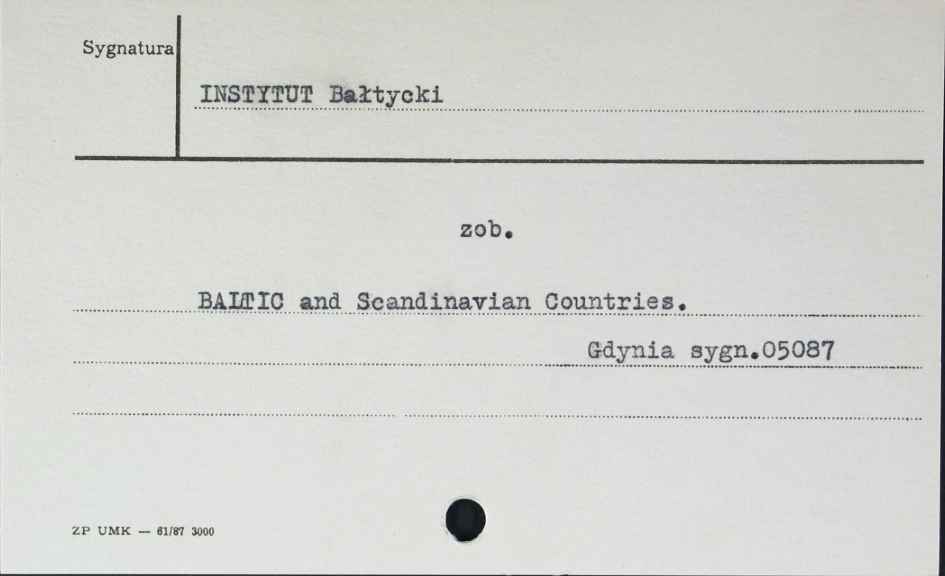 Sygnatura
INSTYTUT Bałtycki
zob.
BALTIC and Scandinavian Countries.
Gdynia sygn.05087
ZP UMK — 61/87 3000